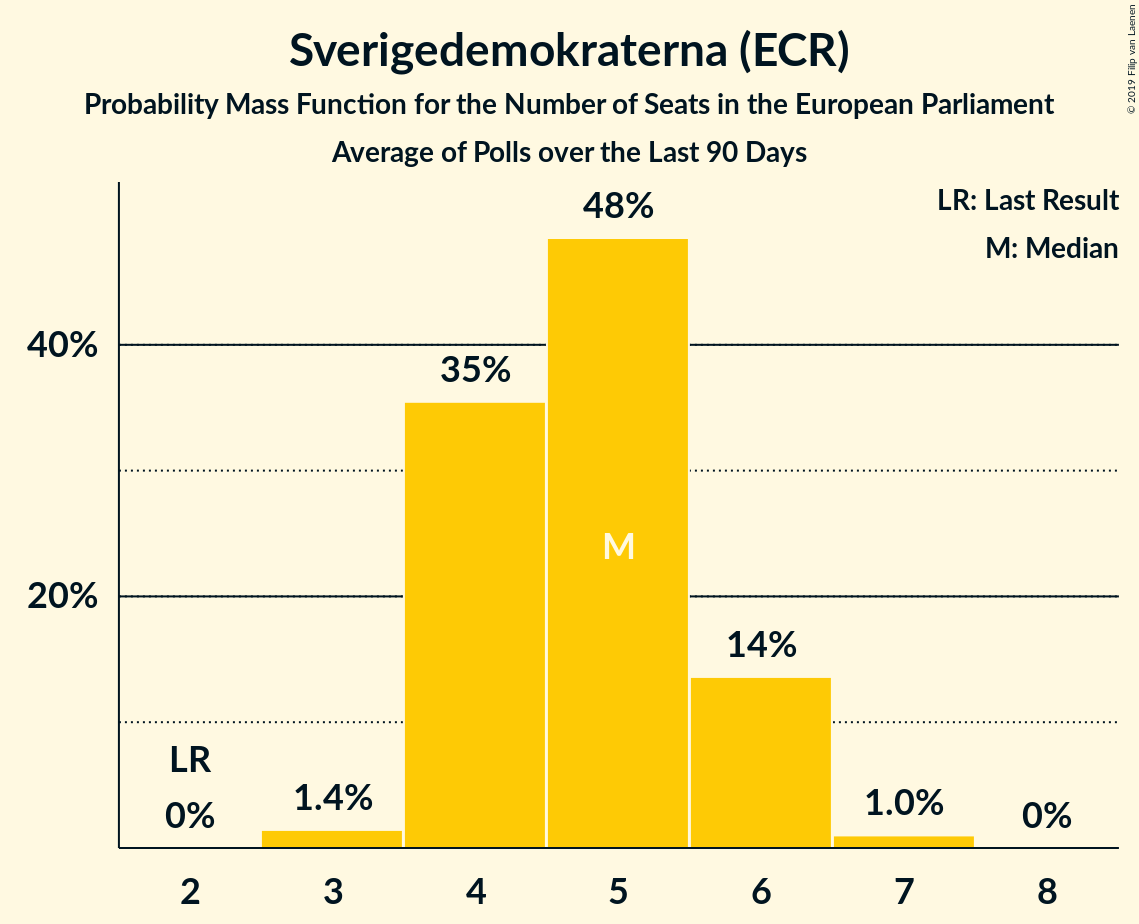 Sverigedemokraterna (ECR)
Probability Mass Function for the Number of Seats in the European Parliament
Average of Polls over the Last 90 Days
© 2019 Filip van Laenen
LR: Last Result
M: Median
48%
40%
35%
M
20%
14%
LR
0%
1.4%
1.0%
0%
2 3 4 5 6 7 8